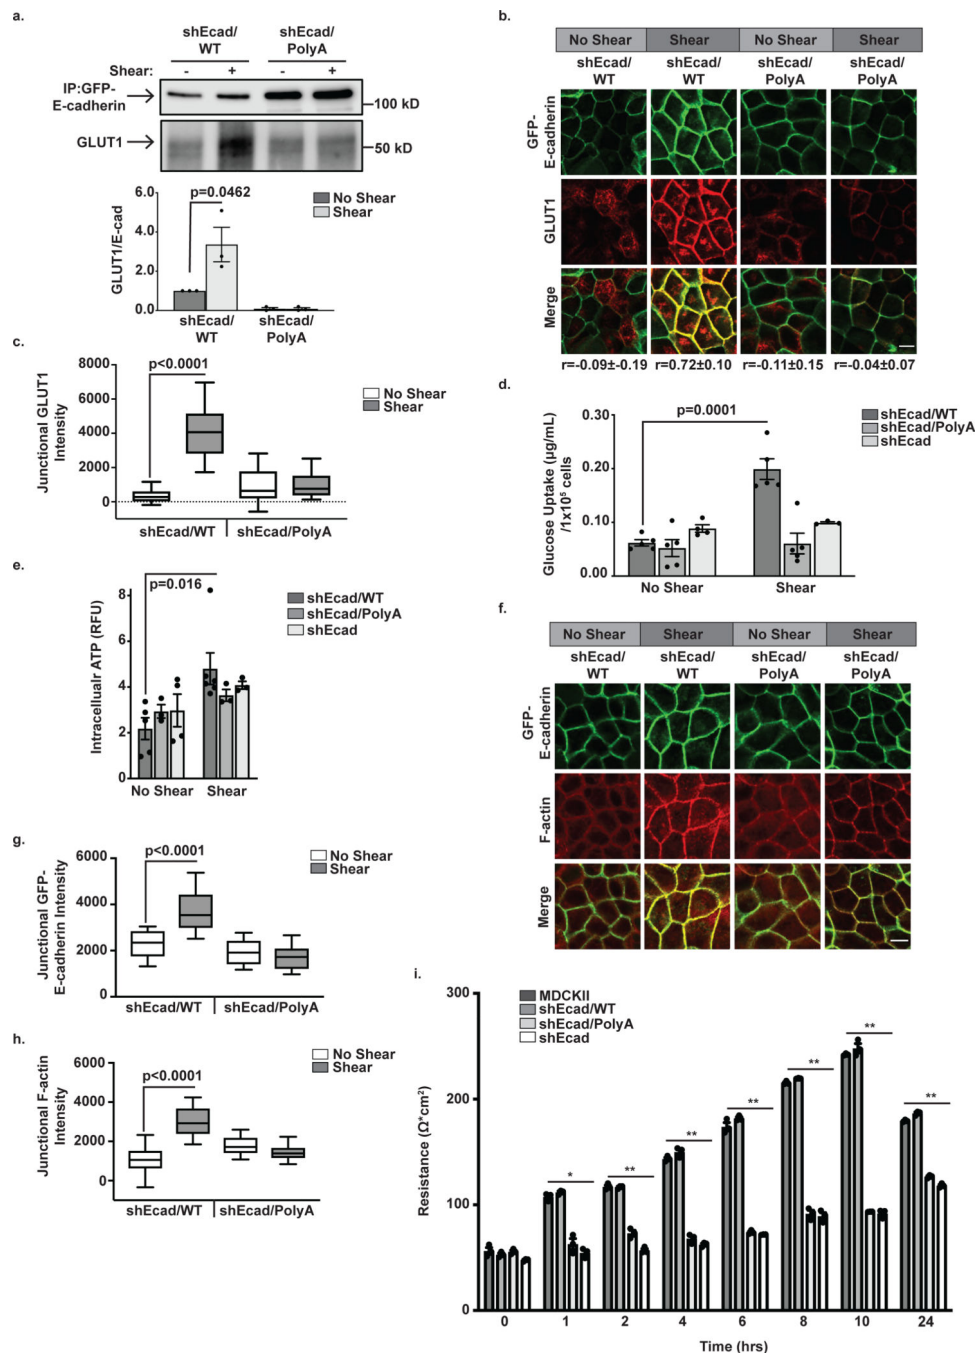 a.
shEcad/ shEcad/
WT PolyA
Shear: - + - +
IP:GFP-
E-cadherin
100 kD
GLUT1
50 kD
p=0.0462
No Shear
Shear
GLUT1/E-cad
6.0
4.0
2.0
0.0
shEcad/ shEcad/
WT PolyA
b.
No Shear Shear No Shear Shear
shEcad/ shEcad/ shEcad/ shEcad/
WT WT PolyA PolyA
GFP-
E-cadherin
GLUT1
Merge
r=-0.09±-0.19 r=0.72±0.10 r=-0.11±0.15 r=-0.04±0.07
c.
Junctional GLUT1
Intensity
8000
6000
4000
2000
0
p<0.0001
No Shear
Shear
shEcad/WT shEcad/PolyA
d.
Glucose Uptake (µg/mL)
/1x10⁵ cells
0.30
0.20
0.10
0.00
p=0.0001
shEcad/WT
shEcad/PolyA
shEcad
No Shear Shear
e.
Intracellualr ATP (RFU)
8
6
4
2
0
p=0.016
shEcad/WT
shEcad/PolyA
shEcad
No Shear Shear
f.
No Shear Shear No Shear Shear
shEcad/ shEcad/ shEcad/ shEcad/
WT WT PolyA PolyA
GFP-
E-cadherin
F-actin
Merge
g.
Junctional GFP-
E-cadherin Intensity
6000
4000
2000
0
p<0.0001
No Shear
Shear
shEcad/WT shEcad/PolyA
h.
Junctional F-actin
Intensity
6000
4000
2000
0
p<0.0001
No Shear
Shear
shEcad/WT shEcad/PolyA
i.
Resistance (Ω*cm²)
300
200
100
0
MDCKII
shEcad/WT
shEcad/PolyA
shEcad
* ** ** ** ** ** **
0 1 2 4 6 8 10 24
Time (hrs)